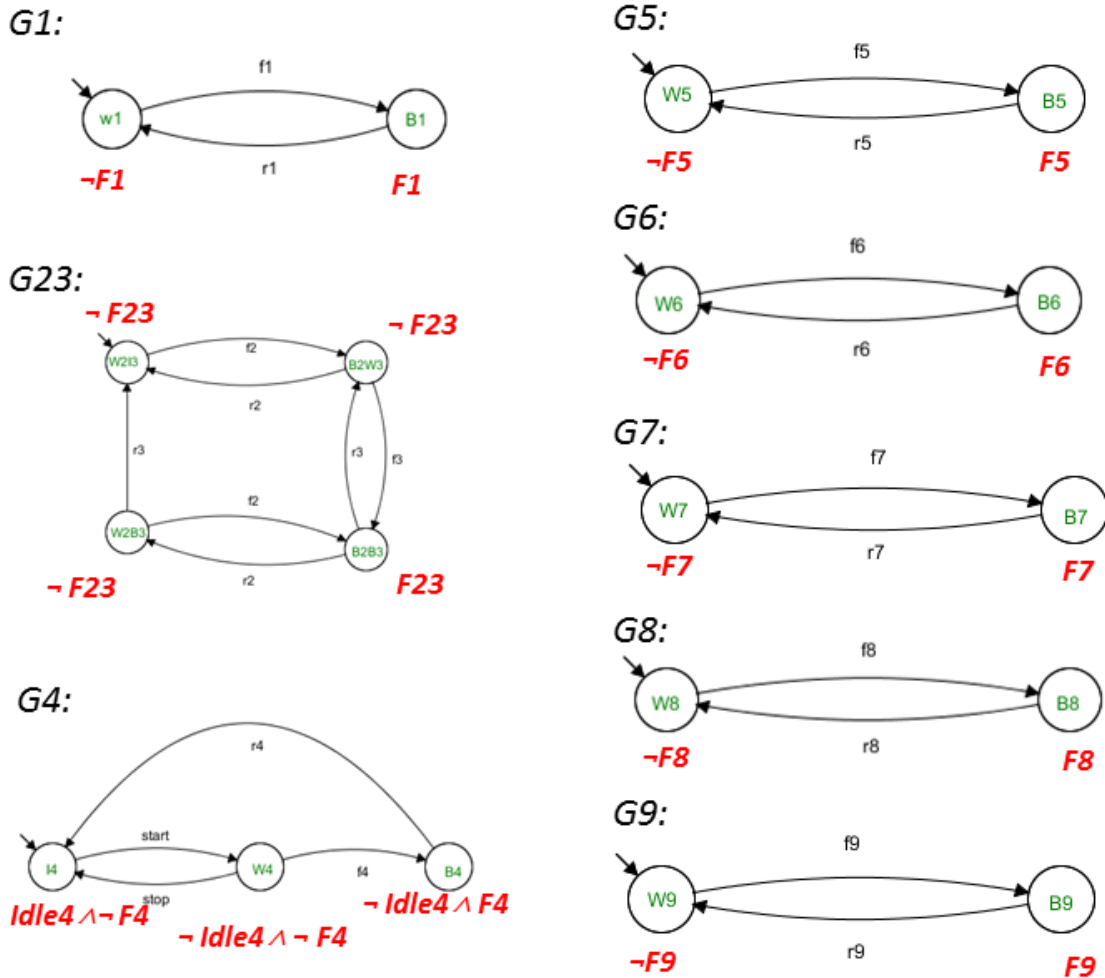 G1:
f1
w1
B1
r1
¬F1
F1
G23:
¬ F23
¬ F23
W2I3
f2
B2W3
r2
r3
r3
f3
W2B3
f2
B2B3
r2
¬ F23
F23
G4:
r4
start
I4
W4
B4
stop
f4
Idle4 ∧ ¬ F4
¬ Idle4 ∧ ¬ F4
¬ Idle4 ∧ F4
G5:
f5
W5
B5
r5
¬F5
F5
G6:
f6
W6
B6
r6
¬F6
F6
G7:
f7
W7
B7
r7
¬F7
F7
G8:
f8
W8
B8
r8
¬F8
F8
G9:
f9
W9
B9
r9
¬F9
F9